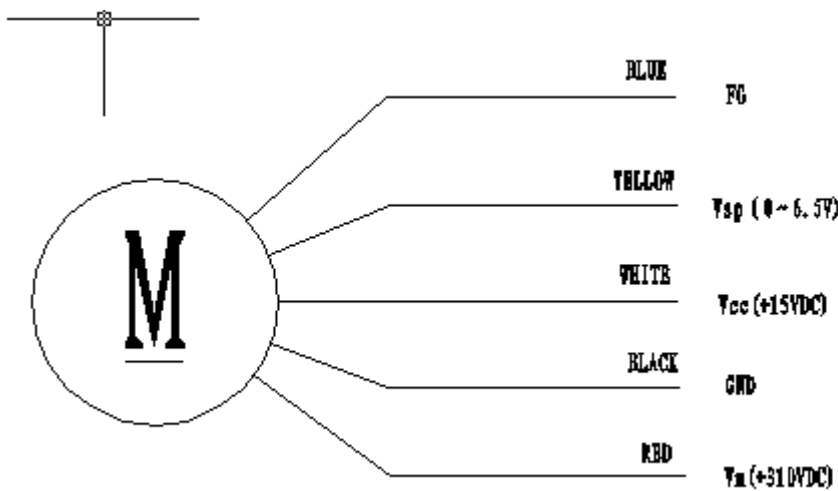 BLUE
FG
YELLOW
Vsp (0~6.5V)
M
WHITE
Vcc(+15VDC)
BLACK
GND
RED
Vm(+310VDC)